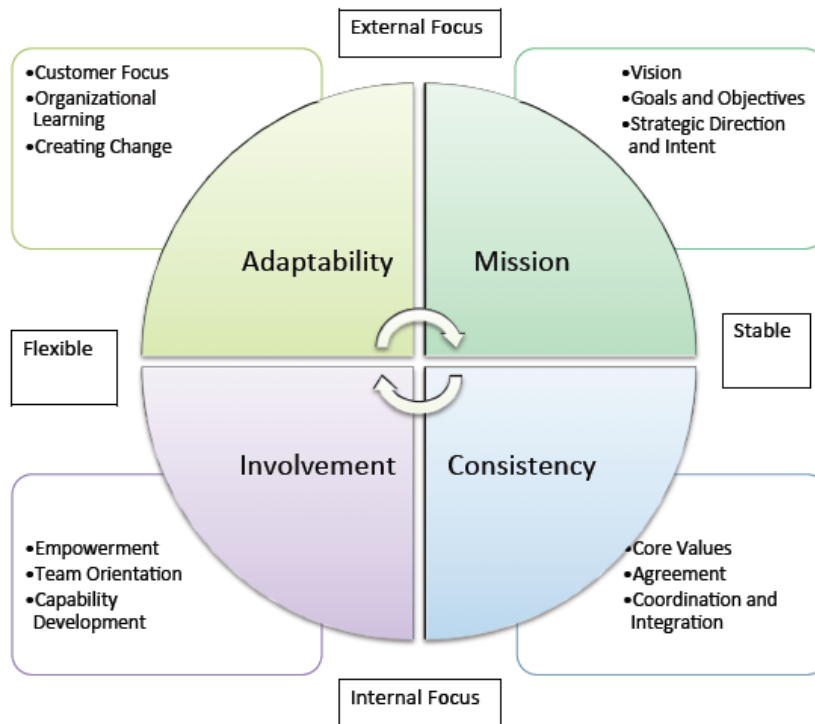 External Focus
•Customer Focus
•Organizational
Learning
•Creating Change
•Vision
•Goals and Objectives
•Strategic Direction
and Intent
Adaptability
Mission
Flexible
Stable
Involvement
Consistency
•Empowerment
•Team Orientation
•Capability
Development
•Core Values
•Agreement
•Coordination and
Integration
Internal Focus